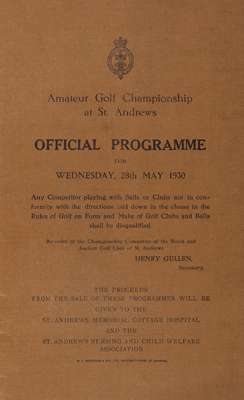 Amateur Golf Championship
at St. Andrews
OFFICIAL PROGRAMME
FOR
WEDNESDAY, 28th MAY 1930
Any Competitor playing with Balls or Clubs not in con-
formity with the directions laid down in the clause in the
Rules of Golf on Form and Make of Golf Clubs and Balls
shall be disqualified
By order of the Championship Committee of the Royal and
Ancient Golf Club of St. Andrews
HENRY GULLEN,
Secretary.
THE PROCEEDS
FROM THE SALE OF THESE PROGRAMMES WILL BE
GIVEN TO THE
ST. ANDREWS MEMORIAL COTTAGE HOSPITAL
AND THE
ST. ANDREWS NURSING AND CHILD WELFARE
ASSOCIATION